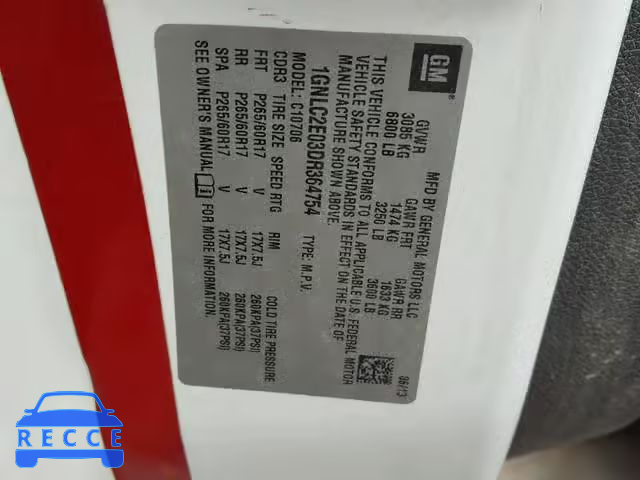 GM
MFD BY GENERAL MOTORS LLC
GVWR GAWR FRT GAWR RR
3085 KG 1474 KG 1633 KG
6800 LB 3250 LB 3600 LB
06/13
THIS VEHICLE CONFORMS TO ALL APPLICABLE U.S. FEDERAL MOTOR
VEHICLE SAFETY STANDARDS IN EFFECT ON THE DATE OF
MANUFACTURE SHOWN ABOVE.
1GNLC2E03DR384754 TYPE: M.P.V.
MODEL: C10706
CDR3 TIRE SIZE SPEED RTG RIM COLD TIRE PRESSURE
FRT P265/60R17 V 17X7.5J 260KPA(37PSI)
RR P265/60R17 V 17X7.5J 260KPA(37PSI)
SPA P265/60R17 V 17X7.5J 260KPA(37PSI)
SEE OWNER'S MANUAL FOR MORE INFORMATION.
RECCE